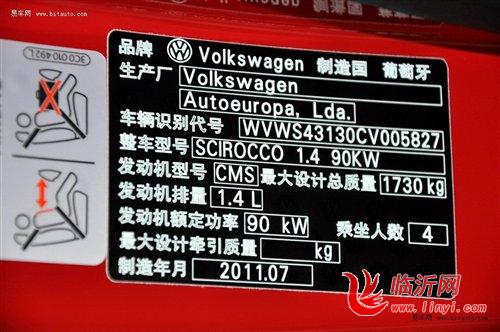 易车网
www.bitauto.com
3C0 010 492 L
品牌 Volkswagen 制造国 葡萄牙
生产厂 Volkswagen
Autoeuropa, Lda.
车辆识别代号 WVWS43130CV005827
整车型号 SCIROCCO 1.4 90KW
发动机型号 CMS 最大设计总质量 1730 kg
发动机排量 1.4 L
发动机额定功率 90 kW 乘坐人数 4
最大设计牵引质量 kg
制造年月 2011.07
临沂网
www.linyi.com